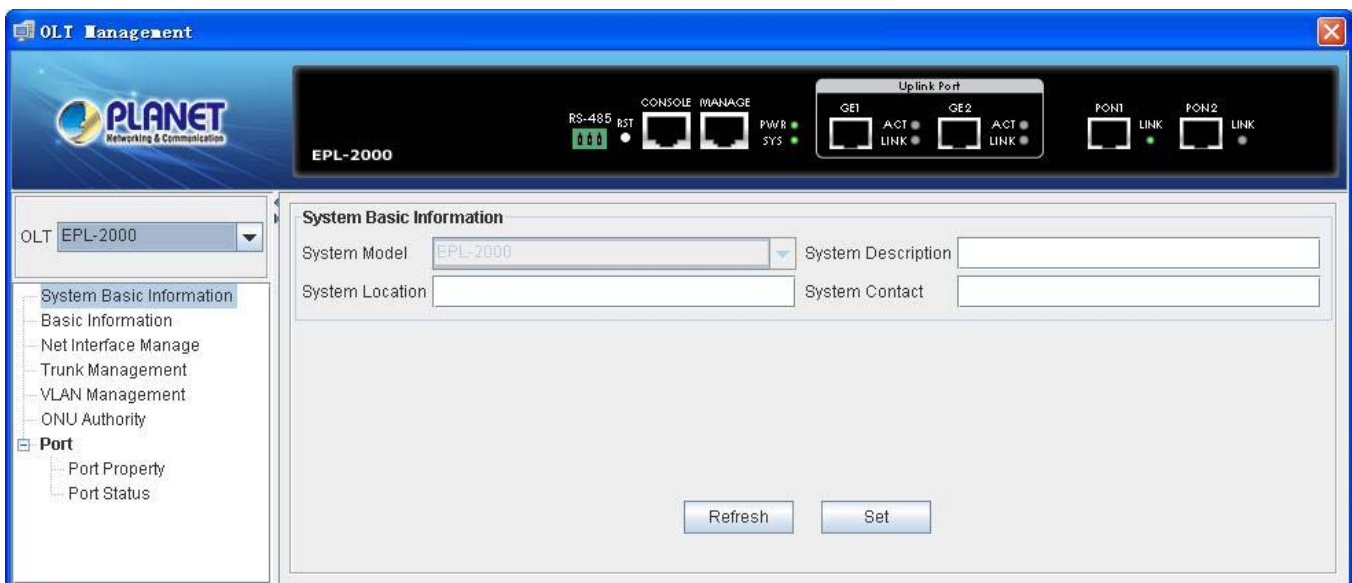 OLT Management
PLANET
Networking & Communication
EPL-2000
RS-485
RST
CONSOLE
MANAGE
PWR
SYS
Uplink Port
GE1
ACT
LINK
GE2
ACT
LINK
PON1
LINK
PON2
LINK
OLT EPL-2000
System Basic Information
Basic Information
Net Interface Manage
Trunk Management
VLAN Management
ONU Authority
Port
Port Property
Port Status
System Basic Information
System Model EPL-2000 System Description
System Location System Contact
Refresh Set